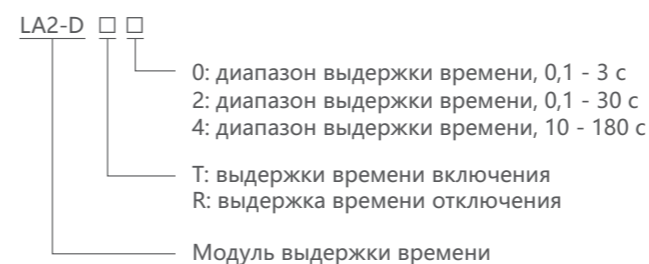 LA2-D □ □
0: диапазон выдержки времени, 0,1 - 3 с
2: диапазон выдержки времени, 0,1 - 30 с
4: диапазон выдержки времени, 10 - 180 с
T: выдержки времени включения
R: выдержка времени отключения
Модуль выдержки времени